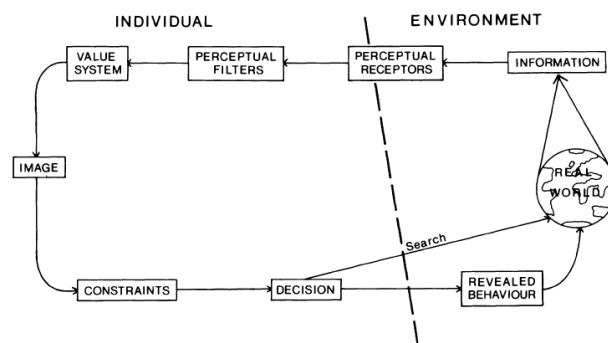 INDIVIDUAL
ENVIRONMENT
VALUE
SYSTEM
PERCEPTUAL
FILTERS
PERCEPTUAL
RECEPTORS
INFORMATION
IMAGE
REAL
WORLD
Search
CONSTRAINTS
DECISION
REVEALED
BEHAVIOUR